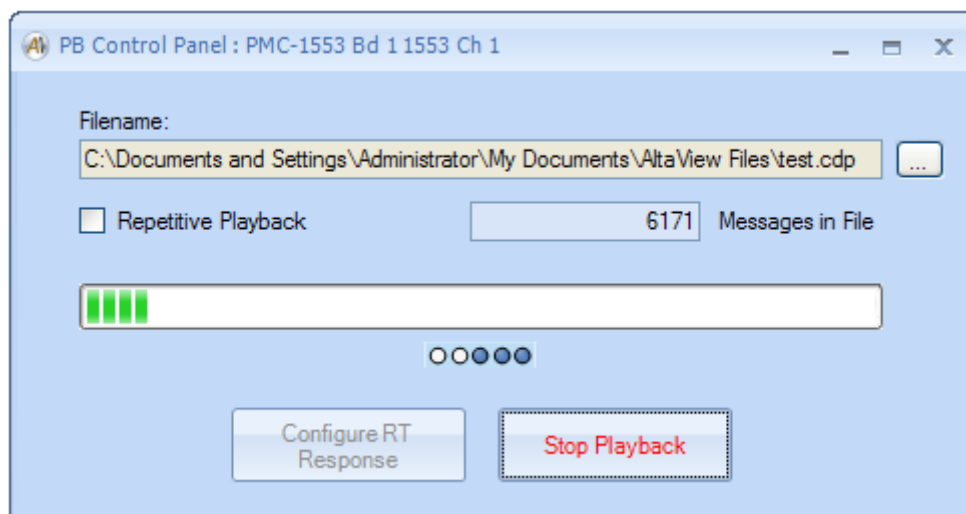 PB Control Panel : PMC-1553 Bd 1 1553 Ch 1
Filename:
C:\Documents and Settings\Administrator\My Documents\AltaView Files\test.cdp
...
Repetitive Playback
6171 Messages in File
Configure RT
Response
Stop Playback